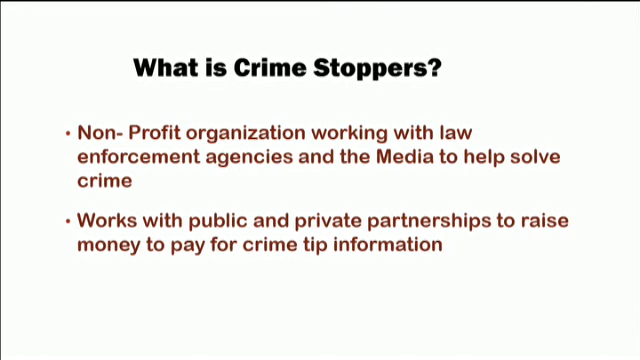 What is Crime Stoppers?
• Non- Profit organization working with law
enforcement agencies and the Media to help solve
crime
• Works with public and private partnerships to raise
money to pay for crime tip information